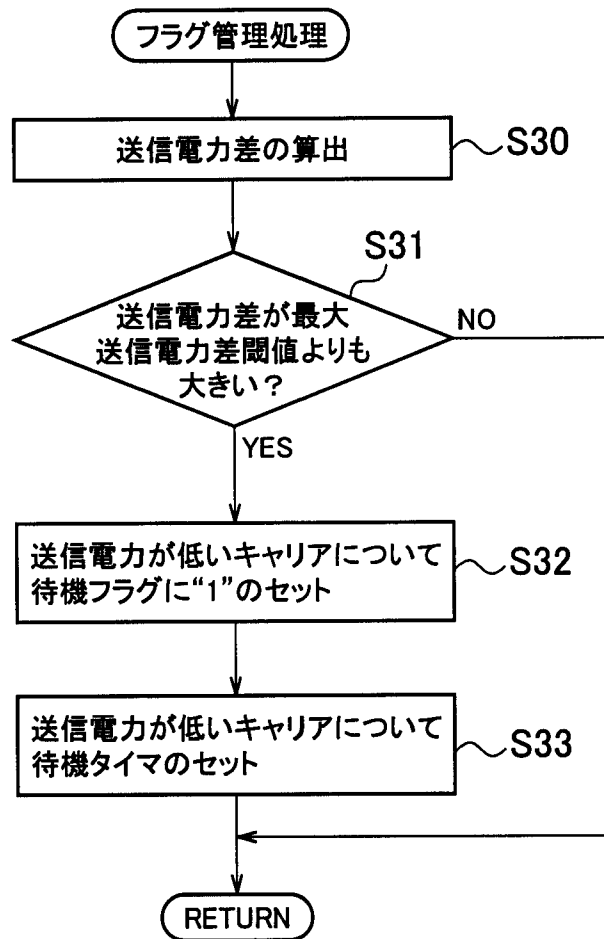 フラグ管理処理
送信電力差の算出
S30
S31
送信電力差が最大
送信電力差閾値よりも
大きい?
NO
YES
送信電力が低いキャリアについて
待機フラグに“1”のセット
S32
送信電力が低いキャリアについて
待機タイマのセット
S33
RETURN